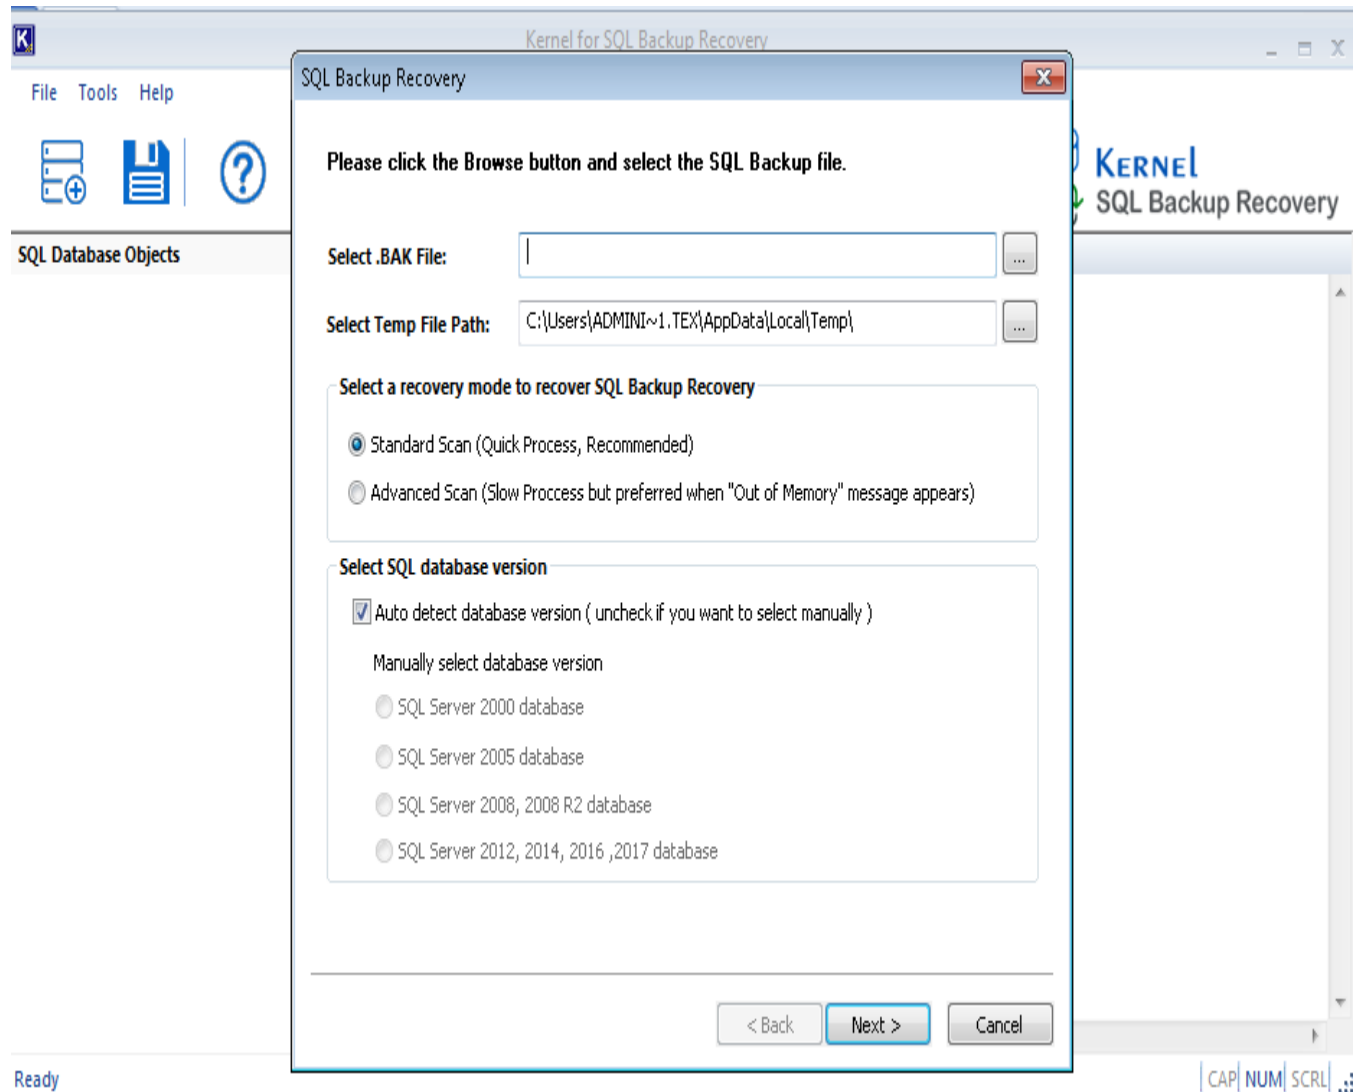 Kernel for SQL Backup Recovery
SQL Backup Recovery
File Tools Help
Please click the Browse button and select the SQL Backup file.
KERNEL
SQL Backup Recovery
SQL Database Objects
Select .BAK File:
...
Select Temp File Path:
C:\Users\ADMINI~1.TEX\AppData\Local\Temp\
...
Select a recovery mode to recover SQL Backup Recovery
Standard Scan (Quick Process, Recommended)
Advanced Scan (Slow Proccess but preferred when "Out of Memory" message appears)
Select SQL database version
Auto detect database version ( uncheck if you want to select manually )
Manually select database version
SQL Server 2000 database
SQL Server 2005 database
SQL Server 2008, 2008 R2 database
SQL Server 2012, 2014, 2016 ,2017 database
< Back Next > Cancel
Ready
CAP NUM SCRL